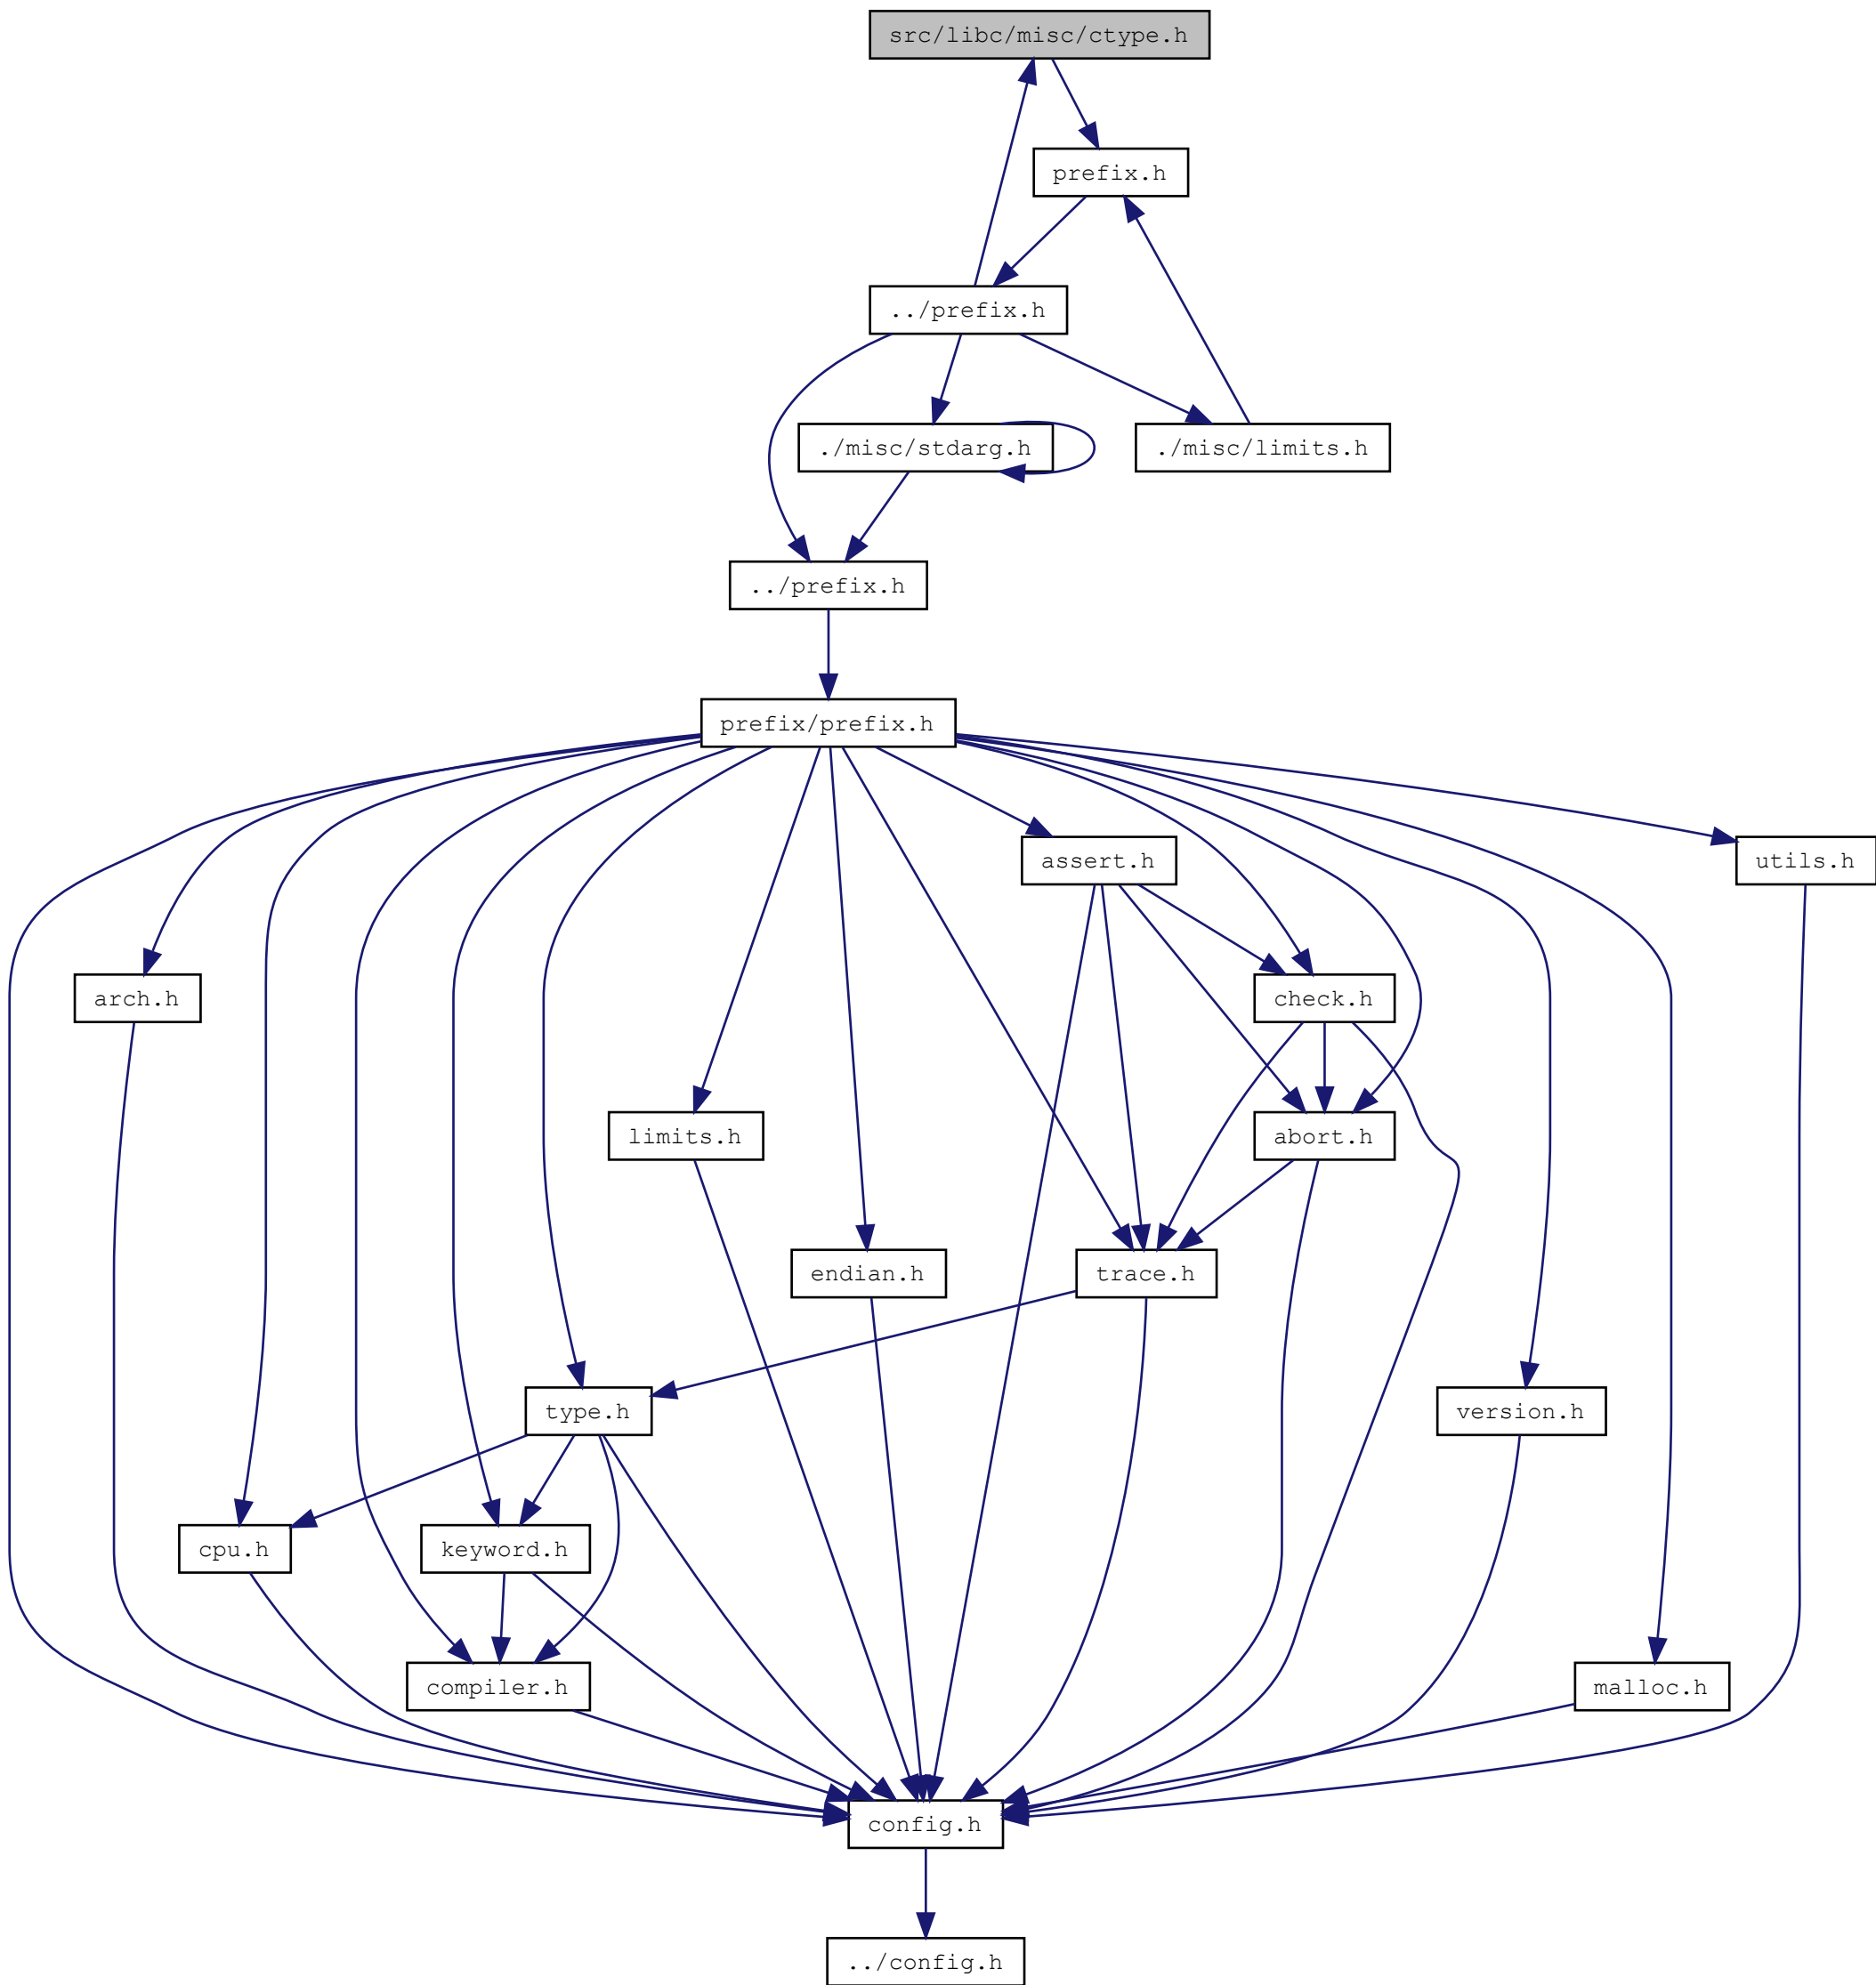 src/libc/misc/ctype.h
prefix.h
../prefix.h
./misc/stdarg.h
./misc/limits.h
../prefix.h
prefix/prefix.h
assert.h
utils.h
arch.h
check.h
limits.h
abort.h
endian.h
trace.h
type.h
version.h
cpu.h
keyword.h
compiler.h
malloc.h
config.h
../config.h